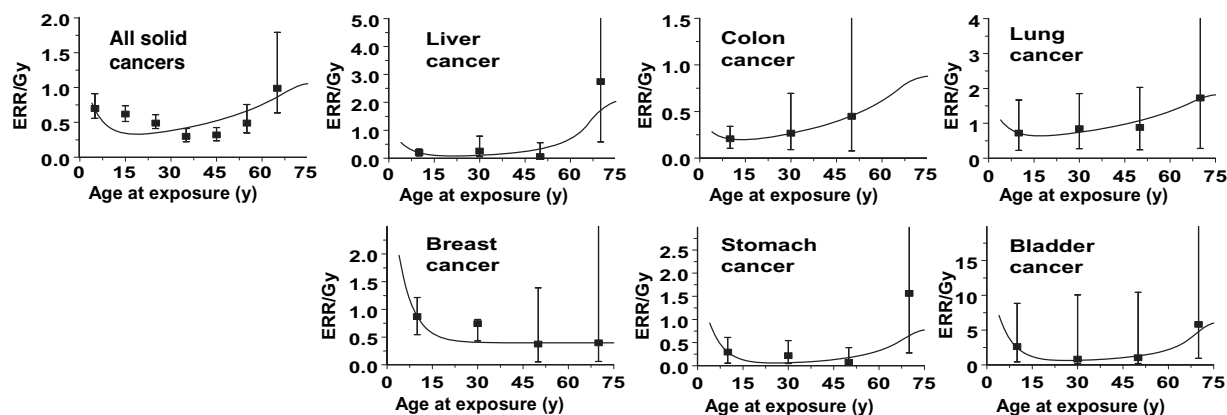 All solid
cancers
ERR/Gy
2.0
1.5
1.0
0.5
0.0
0 15 30 45 60 75
Age at exposure (y)
Liver
cancer
ERR/Gy
5.0
4.0
3.0
2.0
1.0
0.0
0 15 30 45 60 75
Age at exposure (y)
Colon
cancer
ERR/Gy
1.5
1.0
0.5
0.0
0 15 30 45 60 75
Age at exposure (y)
Lung
cancer
ERR/Gy
4
3
2
1
0
0 15 30 45 60 75
Age at exposure (y)
Breast
cancer
ERR/Gy
2.0
1.5
1.0
0.5
0.0
0 15 30 45 60 75
Age at exposure (y)
Stomach
cancer
ERR/Gy
2.5
2.0
1.5
1.0
0.5
0.0
0 15 30 45 60 75
Age at exposure (y)
Bladder
cancer
ERR/Gy
15
10
5
0
0 15 30 45 60 75
Age at exposure (y)